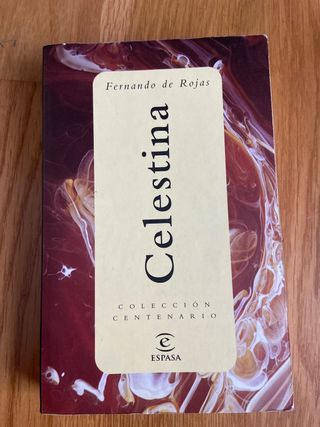 Fernando de Rojas
Celestina
COLECCIÓN
CENTENARIO
e
ESPASA